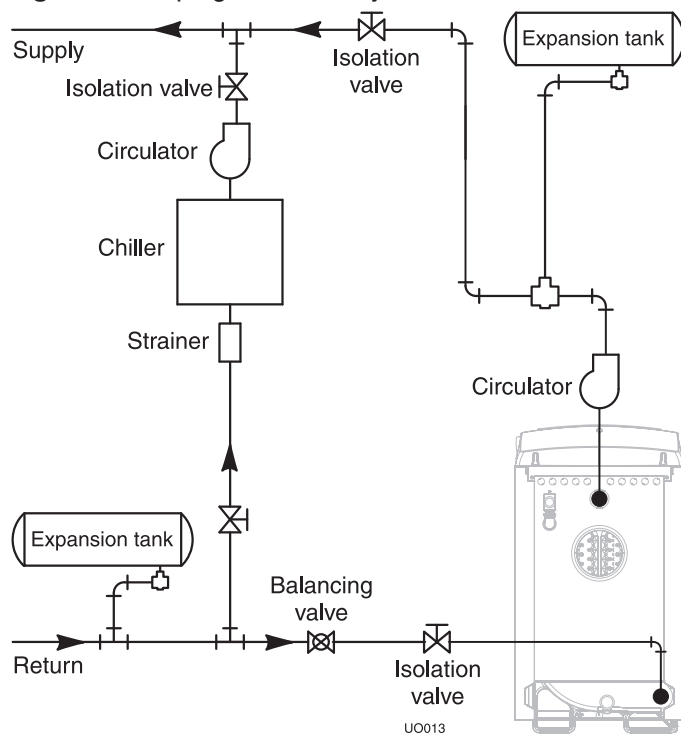 Supply
Isolation
valve
Expansion tank
Isolation valve
Circulator
Chiller
Strainer
Circulator
Expansion tank
Balancing
valve
Return
Isolation
valve
UO013